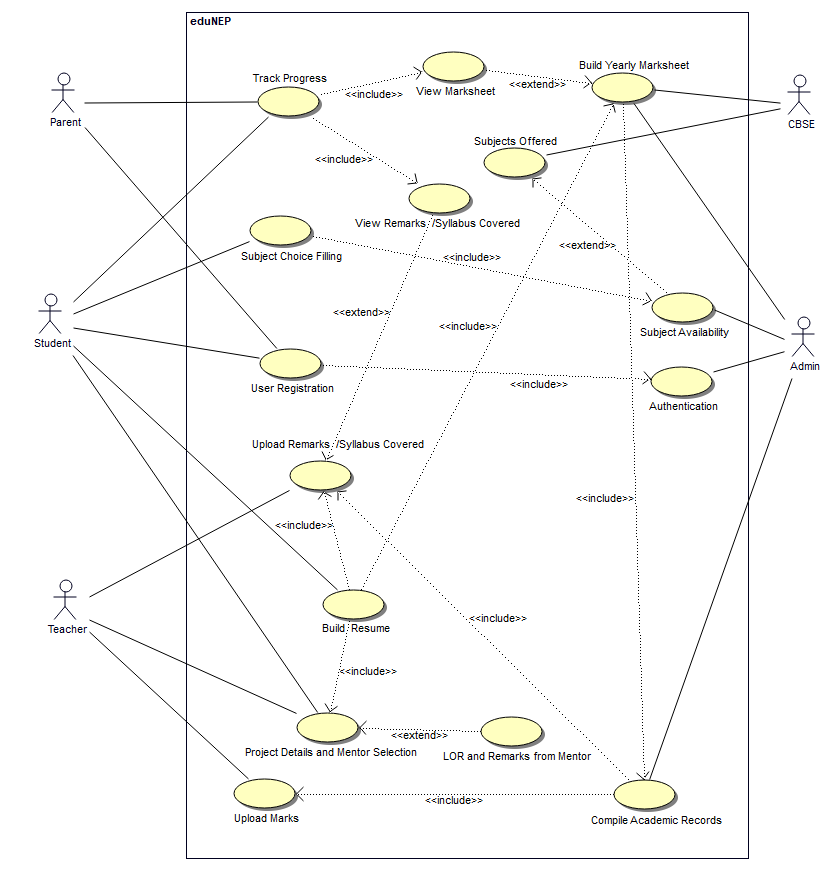 eduNEP
Build Yearly Marksheet
Track Progress
<<extend>>
View Marksheet
<<include>>
Parent
CBSE
Subjects Offered
<<include>>
View Remarks /Syllabus Covered
<<extend>>
Subject Choice Filling
<<include>>
<<extend>>
<<include>>
Subject Availability
Student
Admin
User Registration
<<include>>
Authentication
Upload Remarks /Syllabus Covered
<<include>>
<<include>>
<<include>>
Teacher
Build Resume
<<include>>
<<extend>>
Project Details and Mentor Selection
LOR and Remarks from Mentor
<<include>>
Upload Marks
Compile Academic Records